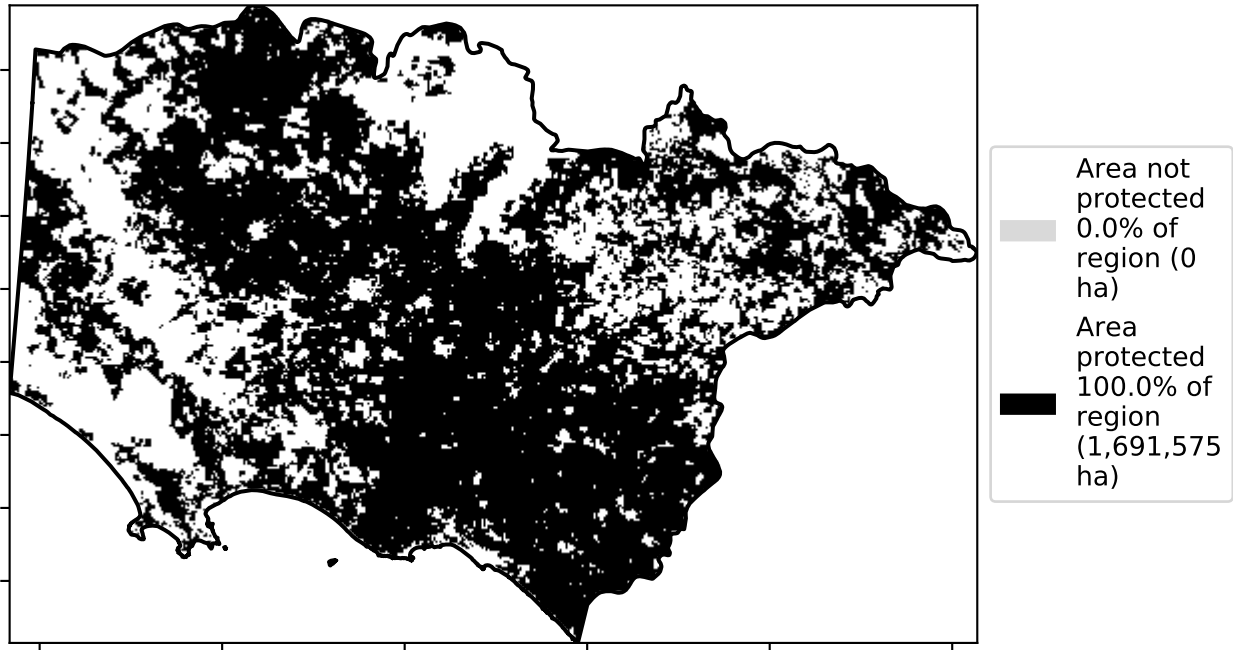 Area not
protected
0.0% of
region (0
ha)
Area
protected
100.0% of
region
(1,691,575
ha)